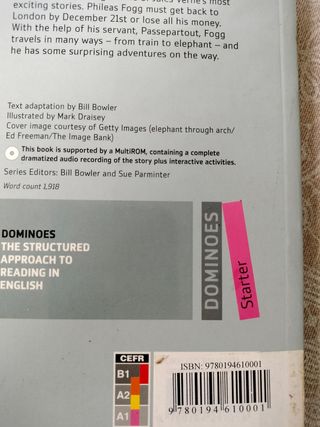 exciting stories. Phileas Fogg must get back to
London by December 21st or lose all his money.
With the help of his servant, Passepartout, Fogg
travels in many ways – from train to elephant – and
he has some surprising adventures on the way.
Text adaptation by Bill Bowler
Illustrated by Mark Draisey
Cover image courtesy of Getty Images (elephant through arch/
Ed Freeman/The Image Bank)
This book is supported by a MultiROM, containing a complete
dramatized audio recording of the story plus interactive activities.
Series Editors: Bill Bowler and Sue Parminter
Word count 1,918
DOMINOES
THE STRUCTURED
APPROACH TO
READING IN
ENGLISH
DOMINOES
Starter
CEFR
B1
A2
A1
ISBN: 9780194610001
9 780194 610001